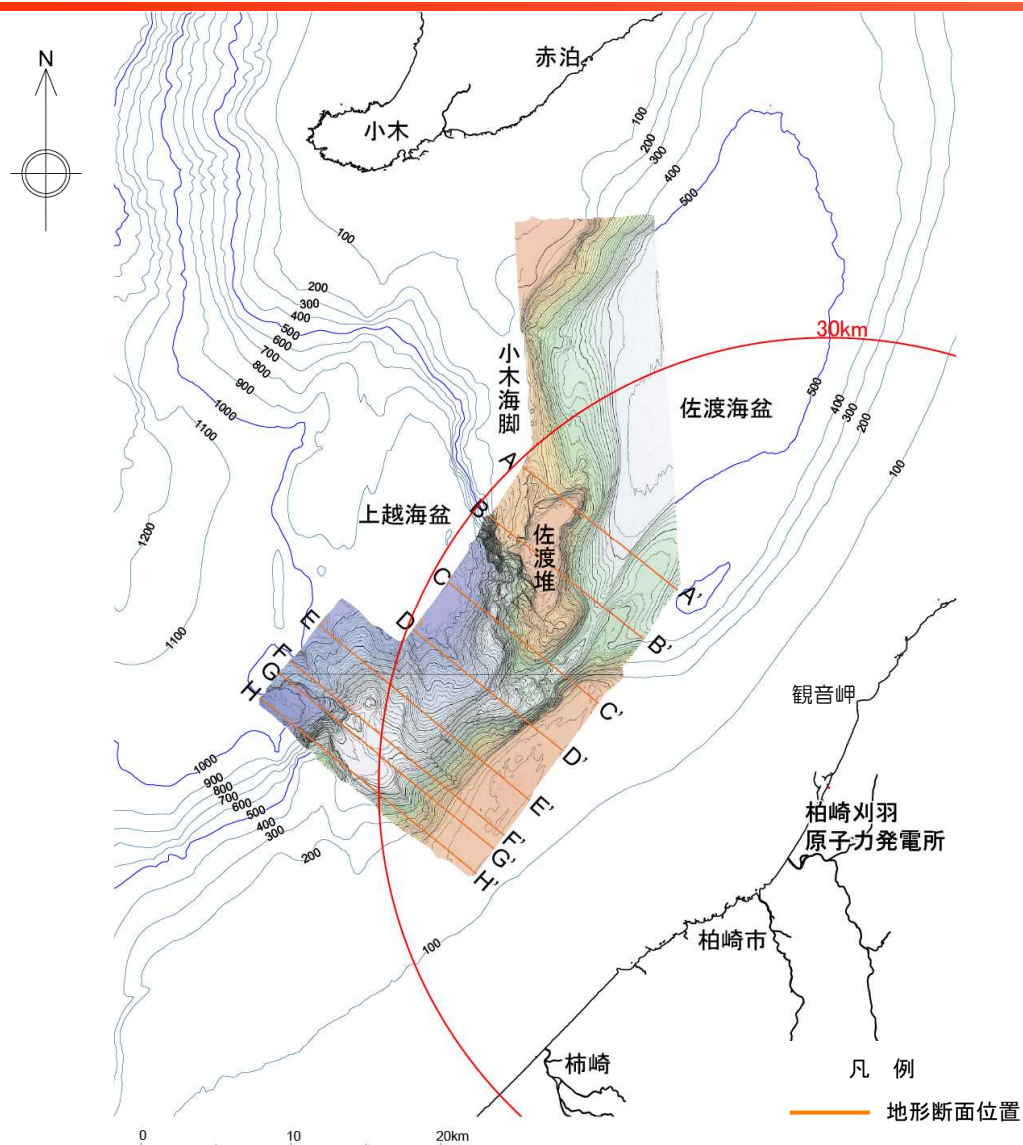 N
赤泊
小木
100
200
300
400
500
100
200
300
400
500
600
700
800
900
1000
1100
1200
1100
30km
小木海脚
佐渡海盆
500
400
300
200
100
上越海盆
佐渡堆
A
B
C
D
E
F
G
H
A'
B'
C'
D'
E'
F'
G'
H'
1000
900
800
700
600
500
400
300
200
100
観音岬
柏崎刈羽
原子力発電所
柏崎市
柿崎
凡 例
地形断面位置
0 10 20km